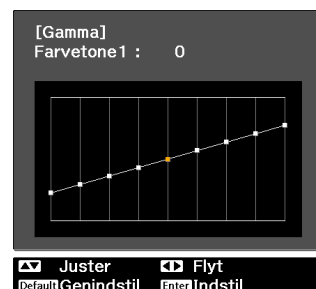 [Gamma]
Farvetone1 : 0
Juster Flyt
Default Genindstil Enter Indstil